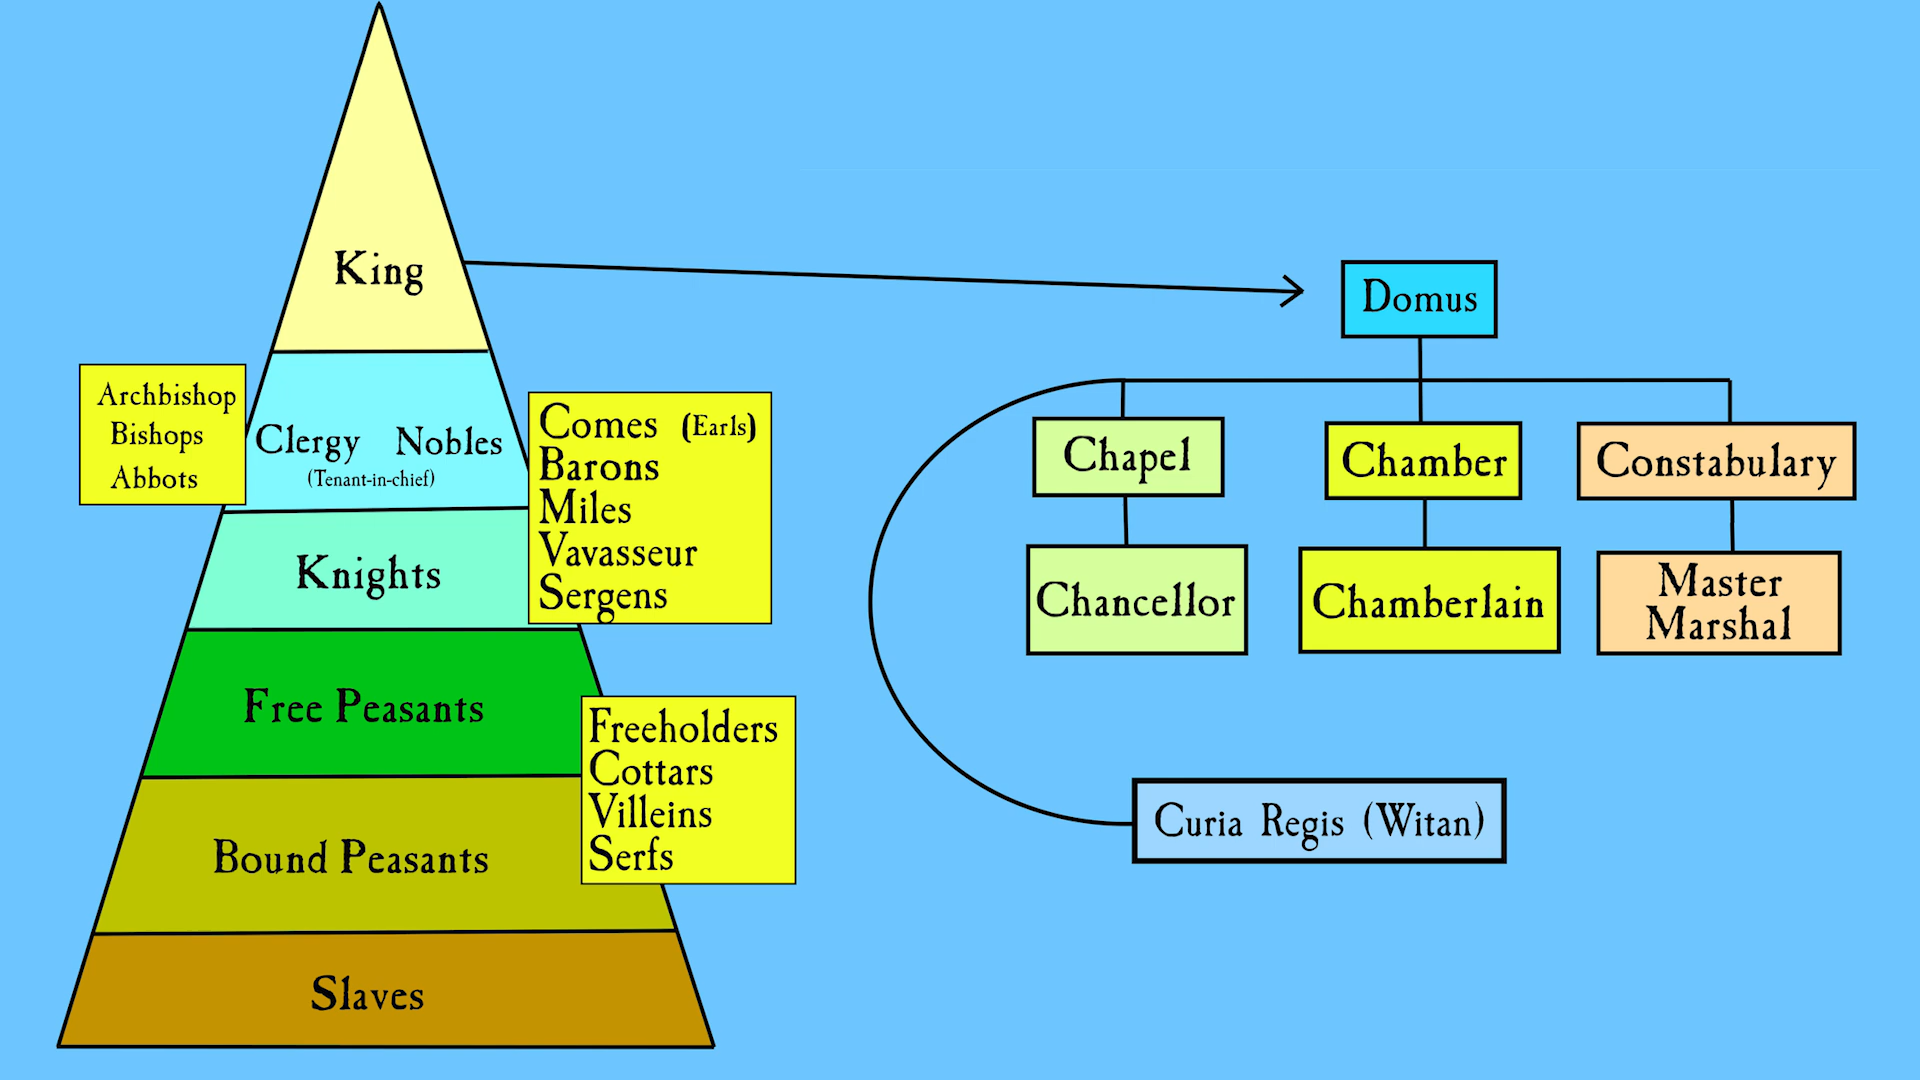 King
Archbishop
Bishops
Abbots
Clergy Nobles
(Tenant-in-chief)
Comes (Earls)
Barons
Miles
Vavasseur
Sergens
Knights
Free Peasants
Freeholders
Cottars
Villeins
Serfs
Bound Peasants
Slaves
Domus
Chapel
Chamber
Constabulary
Chancellor
Chamberlain
Master
Marshal
Curia Regis (Witan)